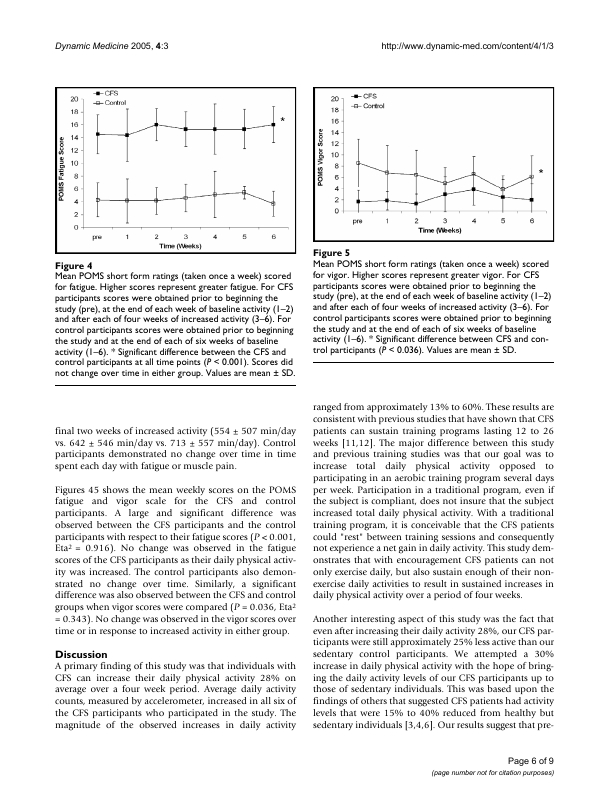 Dynamic Medicine 2005, 4:3
http://www.dynamic-med.com/content/4/1/3
CFS
Control
20
18
16
14
12
10
8
6
4
2
0
POMS Fatigue Score
*
pre 1 2 3 4 5 6
Time (Weeks)
Figure 4
Mean POMS short form ratings (taken once a week) scored
for fatigue. Higher scores represent greater fatigue. For CFS
participants scores were obtained prior to beginning the
study (pre), at the end of each week of baseline activity (1–2)
and after each of four weeks of increased activity (3–6). For
control participants scores were obtained prior to beginning
the study and at the end of each of six weeks of baseline
activity (1–6). * Significant difference between the CFS and
control participants at all time points (P < 0.001). Scores did
not change over time in either group. Values are mean ± SD.
CFS
Control
20
18
16
14
12
10
8
6
4
2
0
POMS Vigor Score
*
pre 1 2 3 4 5 6
Time (Weeks)
Figure 5
Mean POMS short form ratings (taken once a week) scored
for vigor. Higher scores represent greater vigor. For CFS
participants scores were obtained prior to beginning the
study (pre), at the end of each week of baseline activity (1–2)
and after each of four weeks of increased activity (3–6). For
control participants scores were obtained prior to beginning
the study and at the end of each of six weeks of baseline
activity (1–6). * Significant difference between CFS and con-
trol participants (P < 0.036). Values are mean ± SD.
final two weeks of increased activity (554 ± 507 min/day
vs. 642 ± 546 min/day vs. 713 ± 557 min/day). Control
participants demonstrated no change over time in time
spent each day with fatigue or muscle pain.
Figures 45 shows the mean weekly scores on the POMS
fatigue and vigor scale for the CFS and control
participants. A large and significant difference was
observed between the CFS participants and the control
participants with respect to their fatigue scores (P < 0.001,
Eta² = 0.916). No change was observed in the fatigue
scores of the CFS participants as their daily physical activ-
ity was increased. The control participants also demon-
strated no change over time. Similarly, a significant
difference was also observed between the CFS and control
groups when vigor scores were compared (P = 0.036, Eta²
= 0.343). No change was observed in the vigor scores over
time or in response to increased activity in either group.
Discussion
A primary finding of this study was that individuals with
CFS can increase their daily physical activity 28% on
average over a four week period. Average daily activity
counts, measured by accelerometer, increased in all six of
the CFS participants who participated in the study. The
magnitude of the observed increases in daily activity
ranged from approximately 13% to 60%. These results are
consistent with previous studies that have shown that CFS
patients can sustain training programs lasting 12 to 26
weeks [11,12]. The major difference between this study
and previous training studies was that our goal was to
increase total daily physical activity opposed to
participating in an aerobic training program several days
per week. Participation in a traditional program, even if
the subject is compliant, does not insure that the subject
increased total daily physical activity. With a traditional
training program, it is conceivable that the CFS patients
could "rest" between training sessions and consequently
not experience a net gain in daily activity. This study dem-
onstrates that with encouragement CFS patients can not
only exercise daily, but also sustain enough of their non-
exercise daily activities to result in sustained increases in
daily physical activity over a period of four weeks.
Another interesting aspect of this study was the fact that
even after increasing their daily activity 28%, our CFS par-
ticipants were still approximately 25% less active than our
sedentary control participants. We attempted a 30%
increase in daily physical activity with the hope of bring-
ing the daily activity levels of our CFS participants up to
those of sedentary individuals. This was based upon the
findings of others that suggested CFS patients had activity
levels that were 15% to 40% reduced from healthy but
sedentary individuals [3,4,6]. Our results suggest that pre-
Page 6 of 9
(page number not for citation purposes)